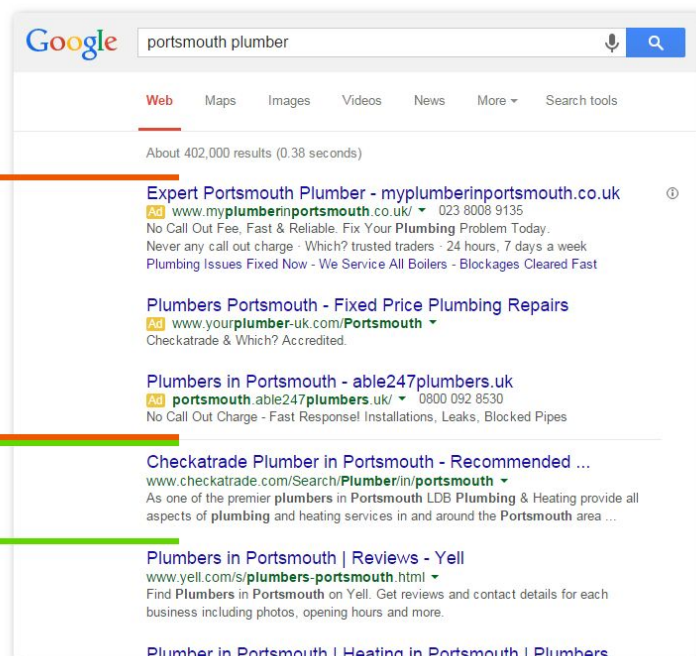 Google portsmouth plumber
Web Maps Images Videos News More Search tools
About 402,000 results (0.38 seconds)
Expert Portsmouth Plumber - myplumberinportsmouth.co.uk
Ad www.myplumberinportsmouth.co.uk/ 023 8008 9135
No Call Out Fee, Fast & Reliable. Fix Your Plumbing Problem Today.
Never any call out charge · Which? trusted traders · 24 hours, 7 days a week
Plumbing Issues Fixed Now - We Service All Boilers - Blockages Cleared Fast
Plumbers Portsmouth - Fixed Price Plumbing Repairs
Ad www.yourplumber-uk.com/Portsmouth
Checkatrade & Which? Accredited.
Plumbers in Portsmouth - able247plumbers.uk
Ad portsmouth.able247plumbers.uk/ 0800 092 8530
No Call Out Charge - Fast Response! Installations, Leaks, Blocked Pipes
Checkatrade Plumber in Portsmouth - Recommended ...
www.checkatrade.com/Search/Plumber/in/portsmouth
As one of the premier plumbers in Portsmouth LDB Plumbing & Heating provide all
aspects of plumbing and heating services in and around the Portsmouth area ...
Plumbers in Portsmouth | Reviews - Yell
www.yell.com/s/plumbers-portsmouth.html
Find Plumbers in Portsmouth on Yell. Get reviews and contact details for each
business including photos, opening hours and more.
Plumber in Portsmouth | Heating in Portsmouth | Plumbers